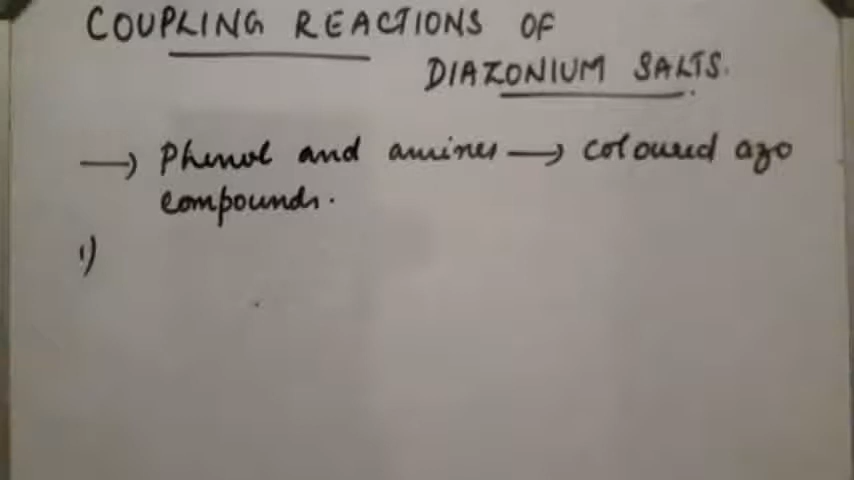 COUPLING REACTIONS OF
DIAZONIUM SALTS.
→ Phenol and amines → coloured azo
compounds.
1)